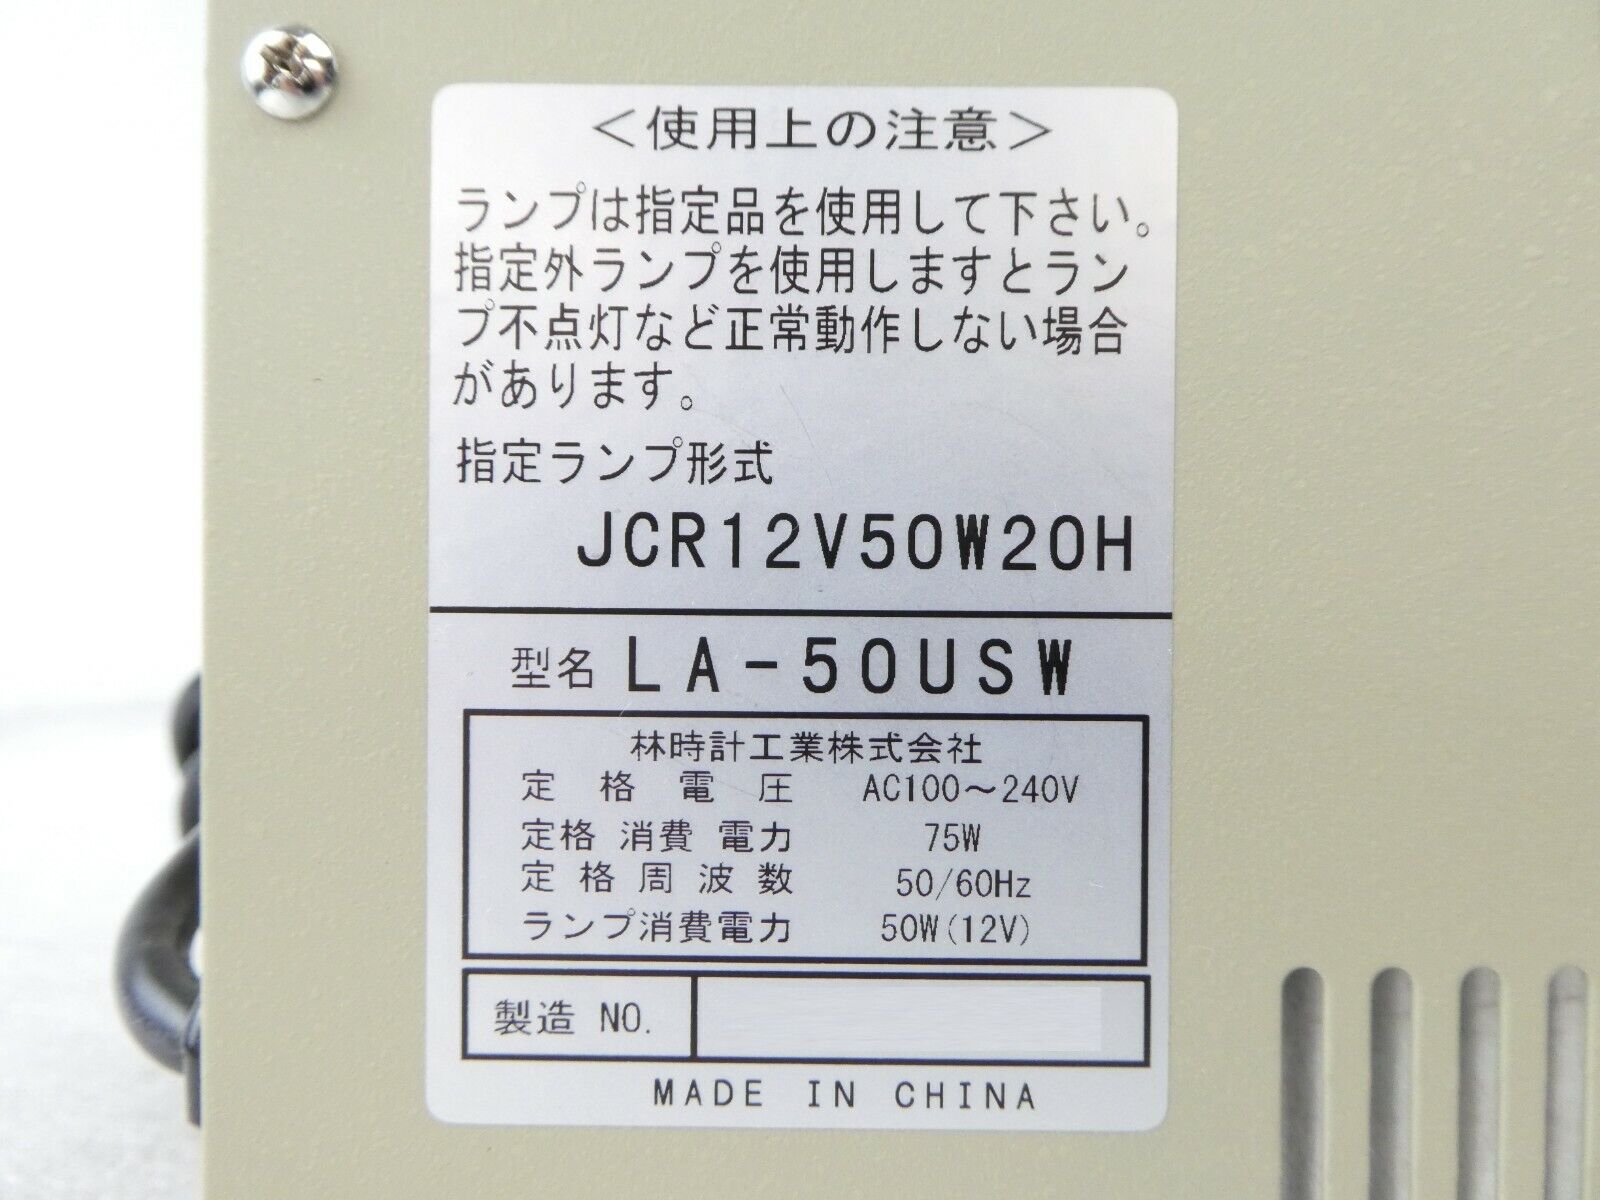 ＜使用上の注意＞
ランプは指定品を使用して下さい。
指定外ランプを使用しますとラン
プ不点灯など正常動作しない場合
があります。
指定ランプ形式
JCR12V50W20H
型名 LA-50USW
林時計工業株式会社
定格電圧 AC100～240V
定格消費電力 75W
定格周波数 50/60Hz
ランプ消費電力 50W(12V)
製造 NO.
MADE IN CHINA